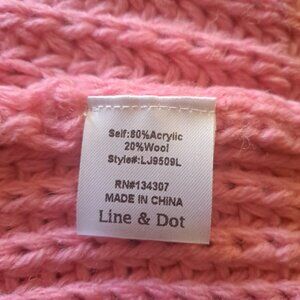 Self:80%Acrylic
20%Wool
Style#:LJ9509L
RN#134307
MADE IN CHINA
Line & Dot